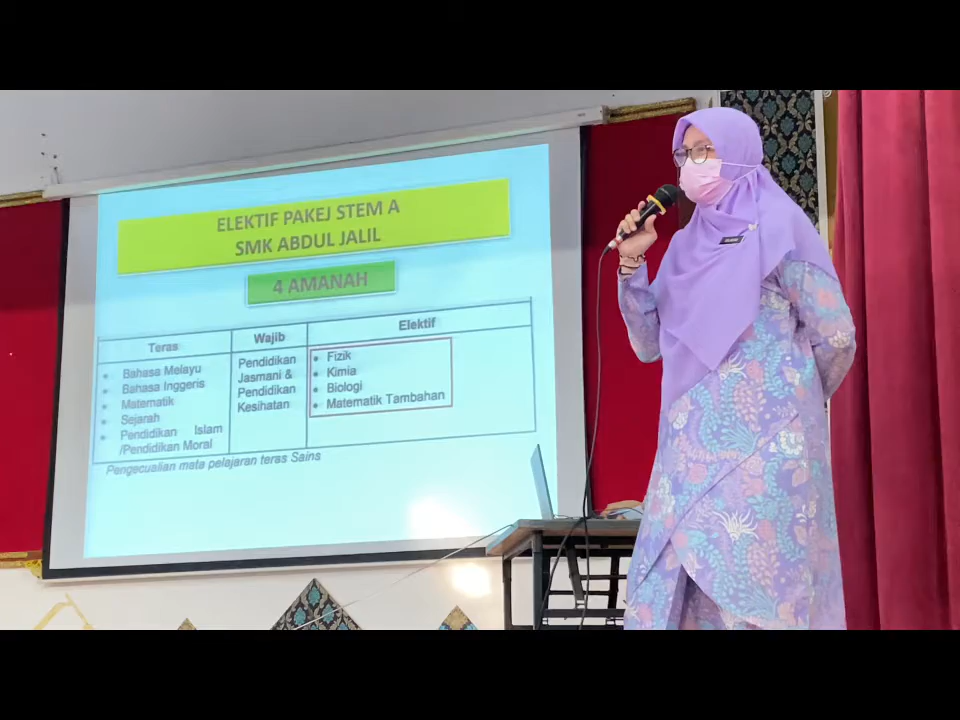 ELEKTIF PAKEJ STEM A
SMK ABDUL JALIL
4 AMANAH
Teras
Wajib
Elektif
• Bahasa Melayu
• Bahasa Inggeris
• Matematik
• Sejarah
• Pendidikan Islam
/Pendidikan Moral
Pendidikan
Jasmani &
Pendidikan
Kesihatan
• Fizik
• Kimia
• Biologi
• Matematik Tambahan
Pengecualian mata pelajaran teras Sains